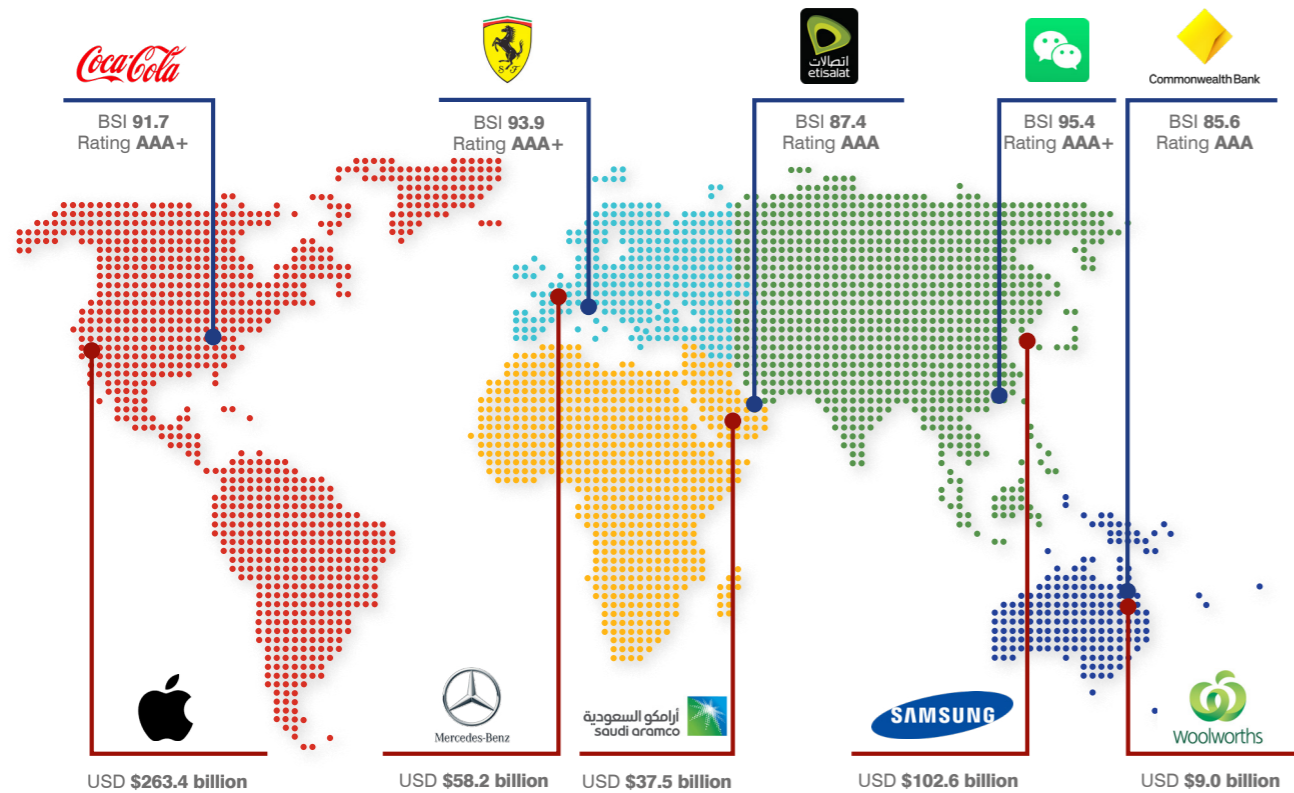 Coca-Cola
BSI 91.7
Rating AAA+
S F
BSI 93.9
Rating AAA+
اتصالات
etisalat
BSI 87.4
Rating AAA
BSI 95.4
Rating AAA+
Commonwealth Bank
BSI 85.6
Rating AAA
USD $263.4 billion
Mercedes-Benz
USD $58.2 billion
أرامكو السعودية
saudi aramco
USD $37.5 billion
SAMSUNG
USD $102.6 billion
woolworths
USD $9.0 billion